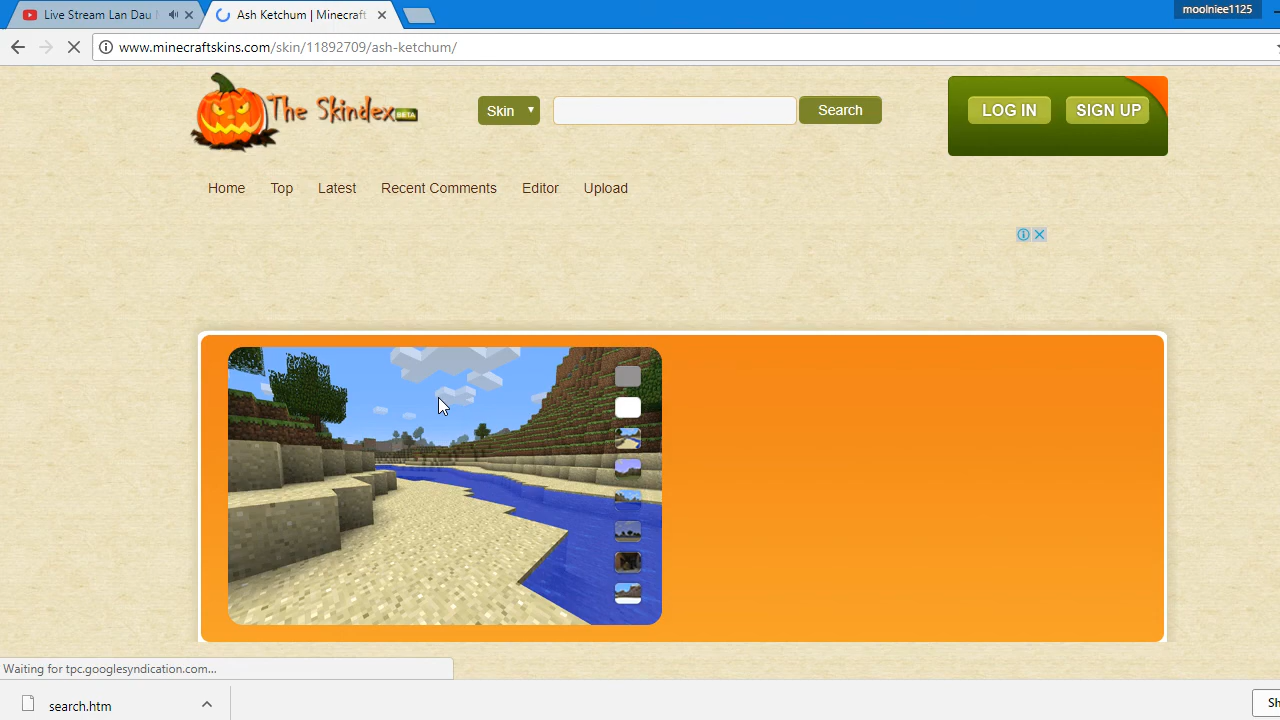 Live Stream Lan Dau
Ash Ketchum | Minecraft
moolniee1125
www.minecraftskins.com/skin/11892709/ash-ketchum/
The Skindex BETA
Skin
Search
LOG IN
SIGN UP
Home
Top
Latest
Recent Comments
Editor
Upload
Waiting for tpc.googlesyndication.com...
search.htm
Sh